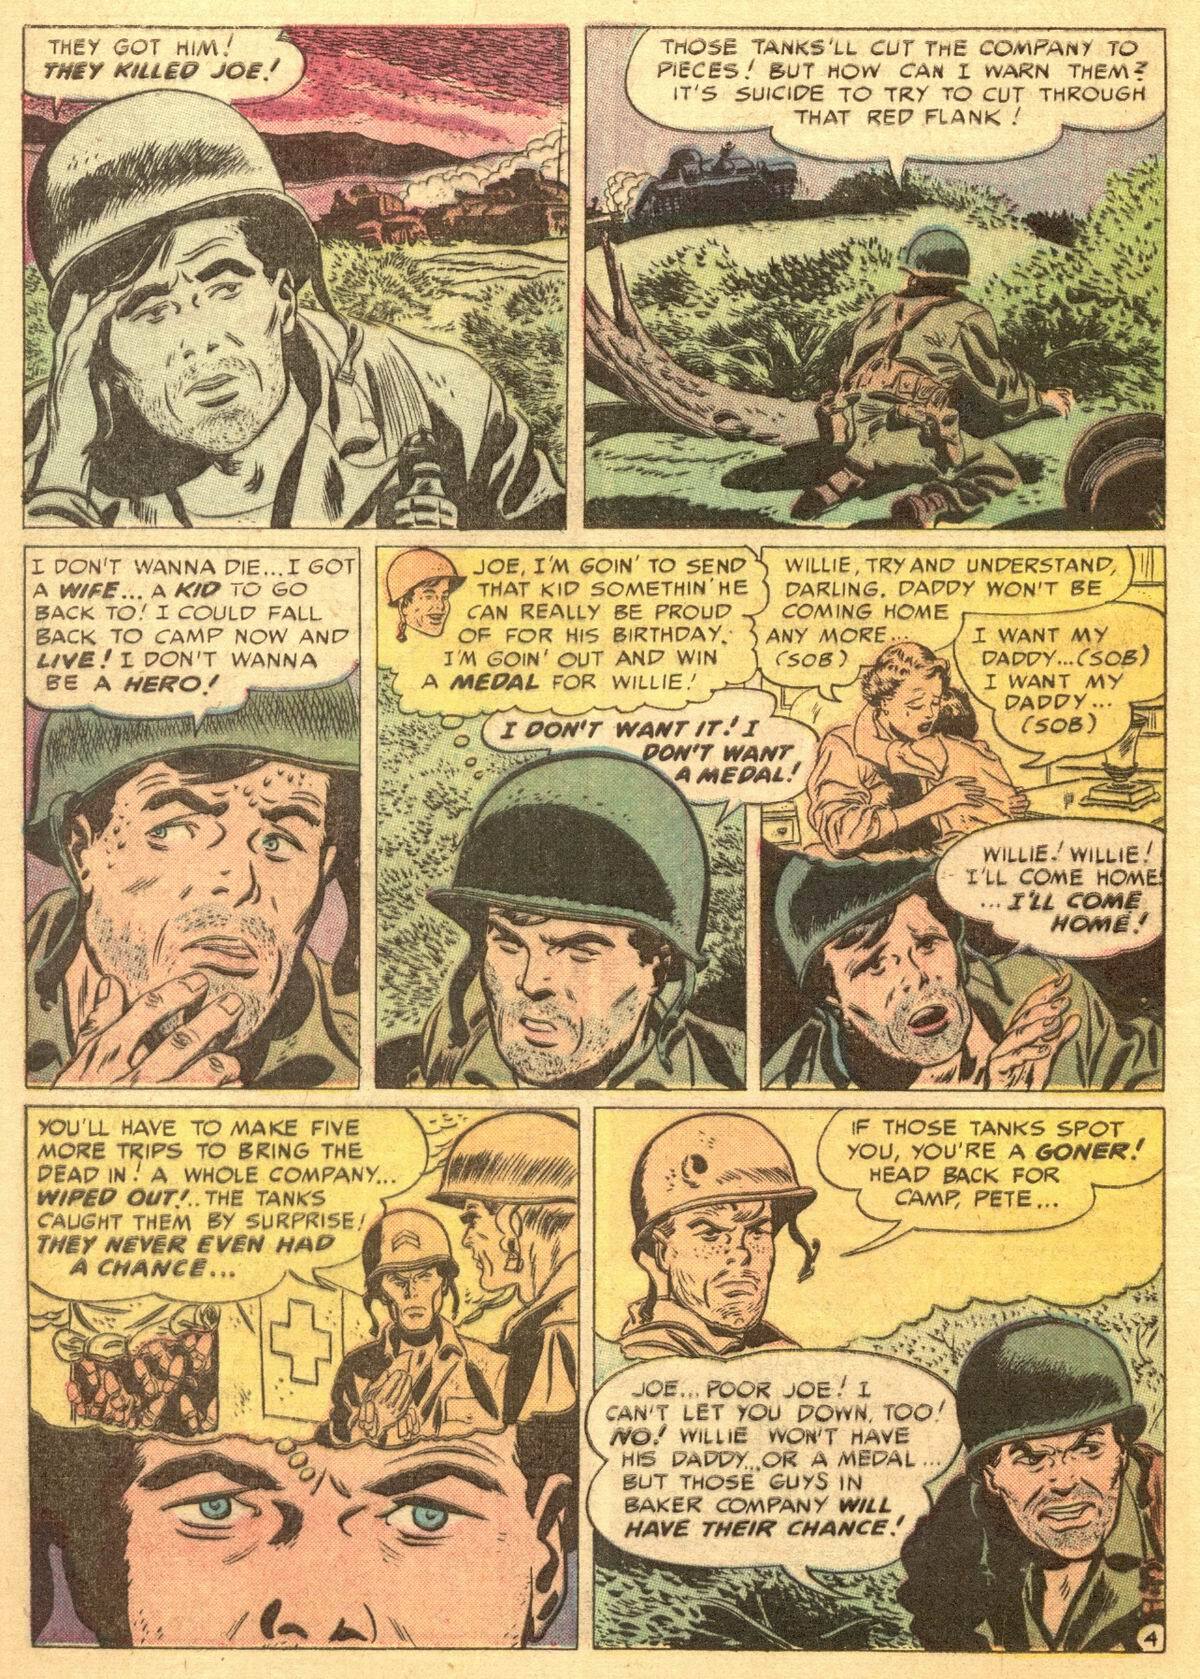 THEY GOT HIM!
THEY KILLED JOE!
THOSE TANKS'LL CUT THE COMPANY TO
PIECES! BUT HOW CAN I WARN THEM?
IT'S SUICIDE TO TRY TO CUT THROUGH
THAT RED FLANK!
I DON'T WANNA DIE... I GOT
A WIFE... A KID TO GO
BACK TO! I COULD FALL
BACK TO CAMP NOW AND
LIVE! I DON'T WANNA
BE A HERO!
JOE, I'M GOIN' TO SEND
THAT KID SOMETHIN' HE
CAN REALLY BE PROUD
OF FOR HIS BIRTHDAY.
I'M GOIN' OUT AND WIN
A MEDAL FOR WILLIE!
I DON'T WANT IT! I
DON'T WANT
A MEDAL!
WILLIE, TRY AND UNDERSTAND,
DARLING. DADDY WON'T BE
COMING HOME
ANY MORE...
(SOB)
I WANT MY
DADDY...(SOB)
I WANT MY
DADDY...
(SOB)
WILLIE! WILLIE!
I'LL COME HOME!
...I'LL COME
HOME!
YOU'LL HAVE TO MAKE FIVE
MORE TRIPS TO BRING THE
DEAD IN! A WHOLE COMPANY...
WIPED OUT!.. THE TANKS
CAUGHT THEM BY SURPRISE!
THEY NEVER EVEN HAD
A CHANCE...
IF THOSE TANKS SPOT
YOU, YOU'RE A GONER!
HEAD BACK FOR
CAMP, PETE...
JOE... POOR JOE! I
CAN'T LET YOU DOWN, TOO!
NO! WILLIE WON'T HAVE
HIS DADDY...OR A MEDAL...
BUT THOSE GUYS IN
BAKER COMPANY WILL
HAVE THEIR CHANCE!
4